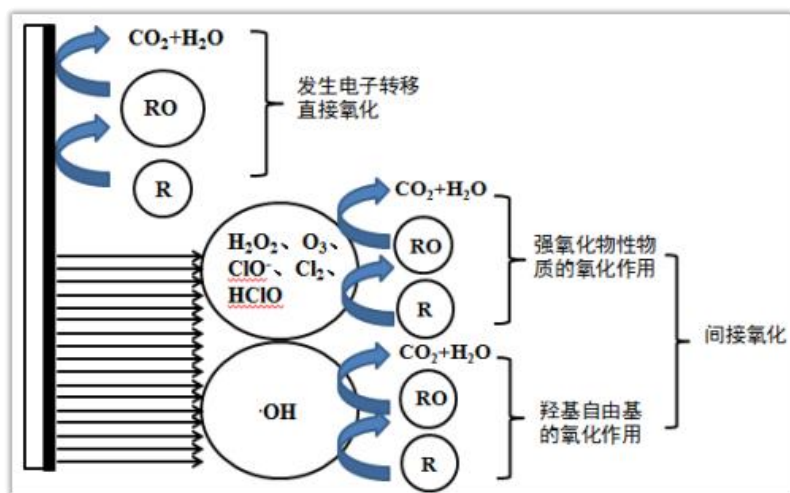 CO₂+H₂O
RO
R
发生电子转移
直接氧化
H₂O₂、O₃、
ClO⁻、Cl₂、
HClO
CO₂+H₂O
RO
R
强氧化物性物
质的氧化作用
·OH
CO₂+H₂O
RO
R
羟基自由基
的氧化作用
间接氧化